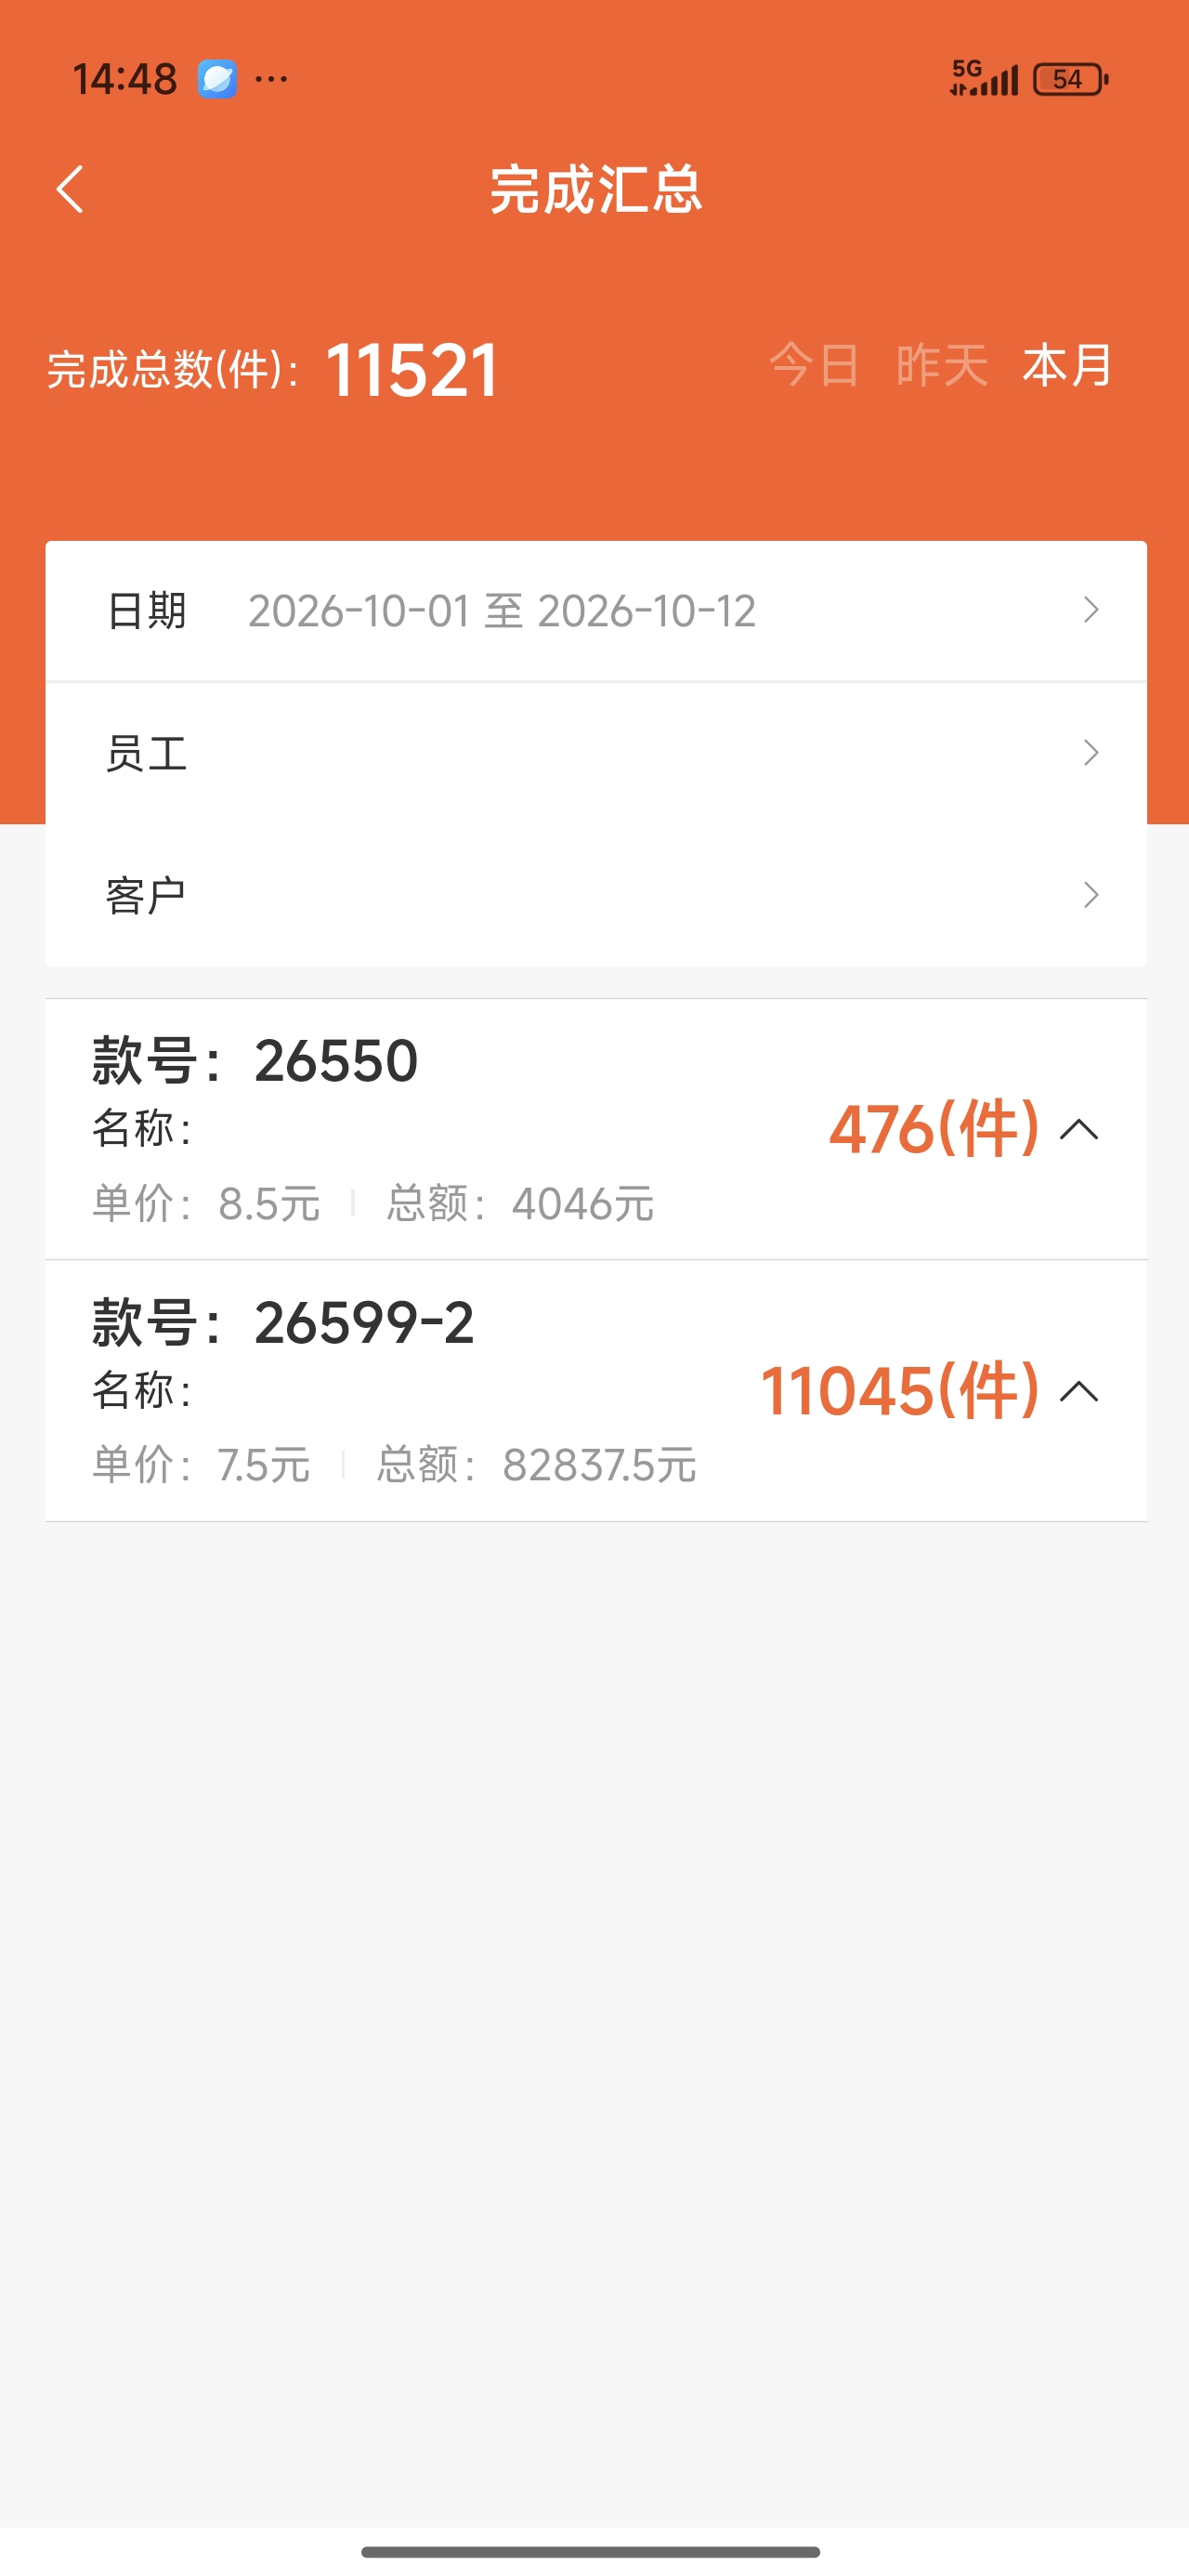 14:48 ···
5G 54
完成汇总
完成总数(件)：11521
今日 昨天 本月
日期 2026-10-01 至 2026-10-12
员工
客户
款号：26550
名称：
476(件)
单价：8.5元 总额：4046元
款号：26599-2
名称：
11045(件)
单价：7.5元 总额：82837.5元